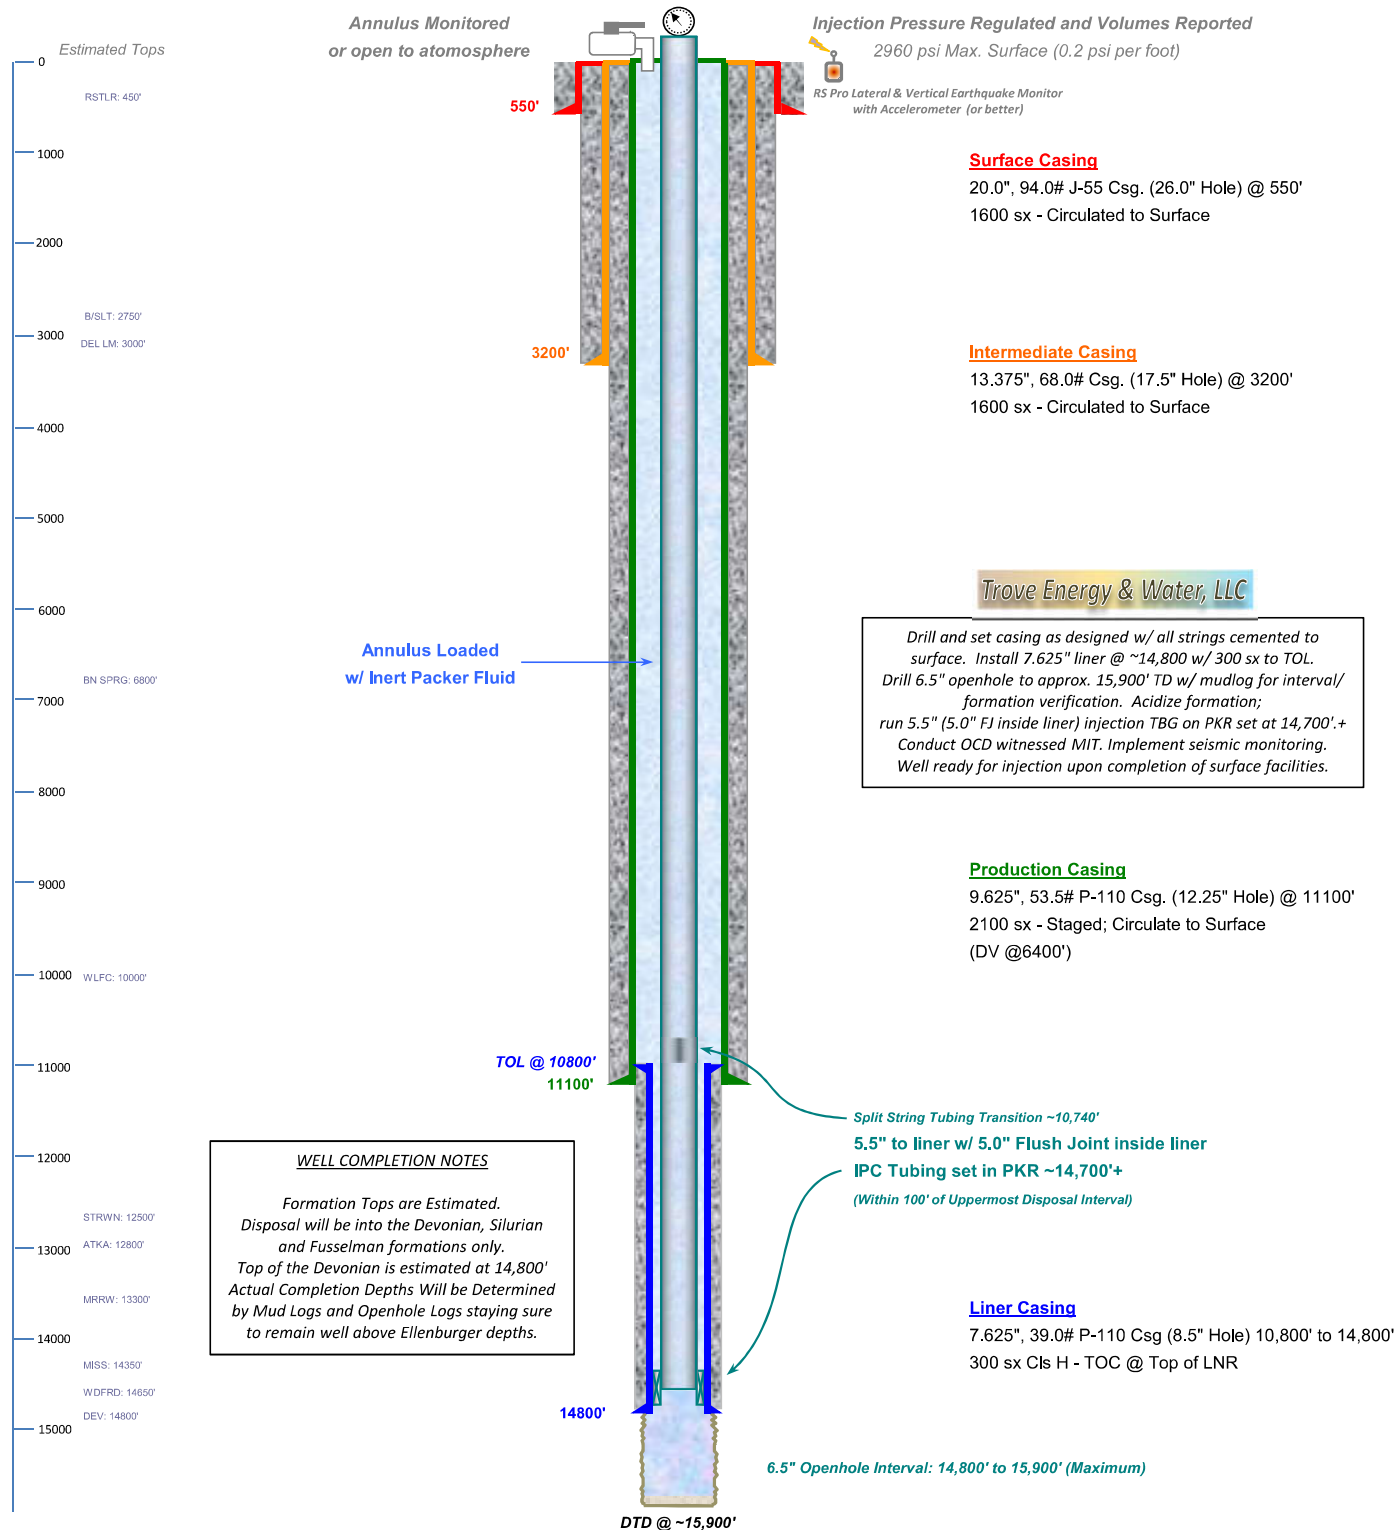 Annulus Monitored
or open to atomosphere
Injection Pressure Regulated and Volumes Reported
2960 psi Max. Surface (0.2 psi per foot)
RS Pro Lateral & Vertical Earthquake Monitor
with Accelerometer (or better)
Estimated Tops
0
RSTLR: 450'
1000
2000
B/SLT: 2750'
3000
DEL LM: 3000'
4000
5000
6000
BN SPRG: 6800'
7000
8000
9000
WLFC: 10000'
10000
11000
12000
STRWN: 12500'
13000
ATKA: 12800'
MRRW: 13300'
14000
MISS: 14350'
WDFRD: 14650'
DEV: 14800'
15000
550'
3200'
Annulus Loaded
w/ Inert Packer Fluid
TOL @ 10800'
11100'
14800'
DTD @ ~15,900'
Surface Casing
20.0", 94.0# J-55 Csg. (26.0" Hole) @ 550'
1600 sx - Circulated to Surface
Intermediate Casing
13.375", 68.0# Csg. (17.5" Hole) @ 3200'
1600 sx - Circulated to Surface
Trove Energy & Water, LLC
Drill and set casing as designed w/ all strings cemented to
surface. Install 7.625" liner @ ~14,800 w/ 300 sx to TOL.
Drill 6.5" openhole to approx. 15,900' TD w/ mudlog for interval/
formation verification. Acidize formation;
run 5.5" (5.0" FJ inside liner) injection TBG on PKR set at 14,700'.+
Conduct OCD witnessed MIT. Implement seismic monitoring.
Well ready for injection upon completion of surface facilities.
Production Casing
9.625", 53.5# P-110 Csg. (12.25" Hole) @ 11100'
2100 sx - Staged; Circulate to Surface
(DV @6400')
Split String Tubing Transition ~10,740'
5.5" to liner w/ 5.0" Flush Joint inside liner
IPC Tubing set in PKR ~14,700'+
(Within 100' of Uppermost Disposal Interval)
WELL COMPLETION NOTES
Formation Tops are Estimated.
Disposal will be into the Devonian, Silurian
and Fusselman formations only.
Top of the Devonian is estimated at 14,800'
Actual Completion Depths Will be Determined
by Mud Logs and Openhole Logs staying sure
to remain well above Ellenburger depths.
Liner Casing
7.625", 39.0# P-110 Csg (8.5" Hole) 10,800' to 14,800'
300 sx Cls H - TOC @ Top of LNR
6.5" Openhole Interval: 14,800' to 15,900' (Maximum)